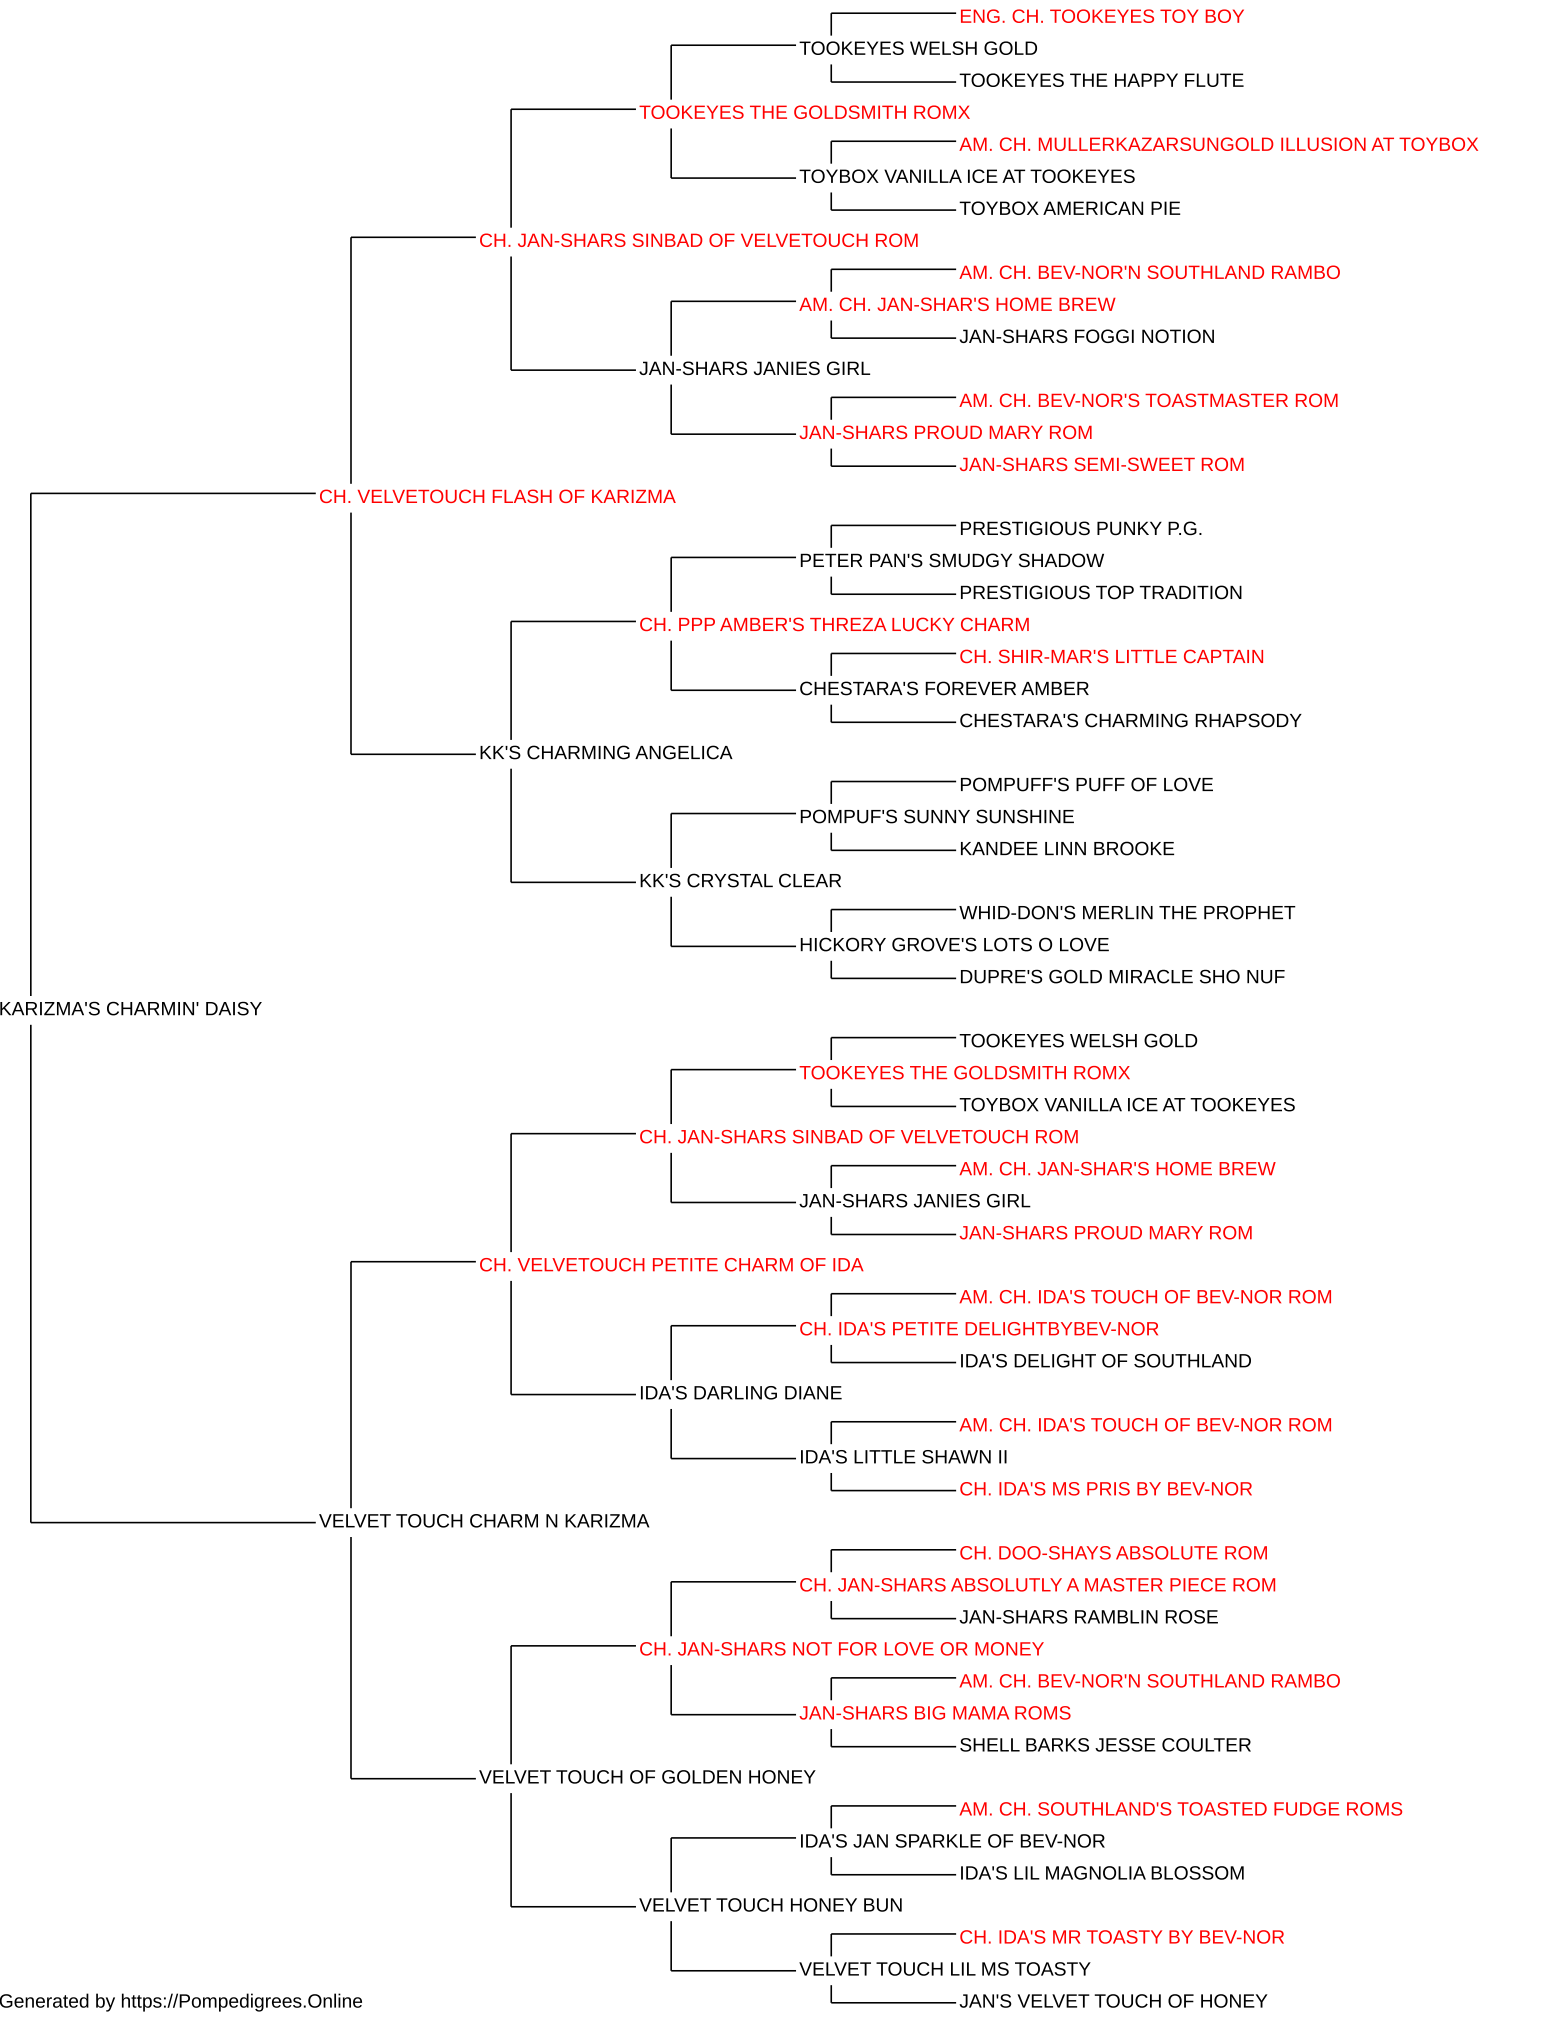 ENG. CH. TOOKEYES TOY BOY
TOOKEYES WELSH GOLD
TOOKEYES THE HAPPY FLUTE
TOOKEYES THE GOLDSMITH ROMX
AM. CH. MULLERKAZARSUNGOLD ILLUSION AT TOYBOX
TOYBOX VANILLA ICE AT TOOKEYES
TOYBOX AMERICAN PIE
CH. JAN-SHARS SINBAD OF VELVETOUCH ROM
AM. CH. BEV-NOR'N SOUTHLAND RAMBO
AM. CH. JAN-SHAR'S HOME BREW
JAN-SHARS FOGGI NOTION
JAN-SHARS JANIES GIRL
AM. CH. BEV-NOR'S TOASTMASTER ROM
JAN-SHARS PROUD MARY ROM
JAN-SHARS SEMI-SWEET ROM
CH. VELVETOUCH FLASH OF KARIZMA
PRESTIGIOUS PUNKY P.G.
PETER PAN'S SMUDGY SHADOW
PRESTIGIOUS TOP TRADITION
CH. PPP AMBER'S THREZA LUCKY CHARM
CH. SHIR-MAR'S LITTLE CAPTAIN
CHESTARA'S FOREVER AMBER
CHESTARA'S CHARMING RHAPSODY
KK'S CHARMING ANGELICA
POMPUFF'S PUFF OF LOVE
POMPUF'S SUNNY SUNSHINE
KANDEE LINN BROOKE
KK'S CRYSTAL CLEAR
WHID-DON'S MERLIN THE PROPHET
HICKORY GROVE'S LOTS O LOVE
DUPRE'S GOLD MIRACLE SHO NUF
KARIZMA'S CHARMIN' DAISY
TOOKEYES WELSH GOLD
TOOKEYES THE GOLDSMITH ROMX
TOYBOX VANILLA ICE AT TOOKEYES
CH. JAN-SHARS SINBAD OF VELVETOUCH ROM
AM. CH. JAN-SHAR'S HOME BREW
JAN-SHARS JANIES GIRL
JAN-SHARS PROUD MARY ROM
CH. VELVETOUCH PETITE CHARM OF IDA
AM. CH. IDA'S TOUCH OF BEV-NOR ROM
CH. IDA'S PETITE DELIGHTBYBEV-NOR
IDA'S DELIGHT OF SOUTHLAND
IDA'S DARLING DIANE
AM. CH. IDA'S TOUCH OF BEV-NOR ROM
IDA'S LITTLE SHAWN II
CH. IDA'S MS PRIS BY BEV-NOR
VELVET TOUCH CHARM N KARIZMA
CH. DOO-SHAYS ABSOLUTE ROM
CH. JAN-SHARS ABSOLUTLY A MASTER PIECE ROM
JAN-SHARS RAMBLIN ROSE
CH. JAN-SHARS NOT FOR LOVE OR MONEY
AM. CH. BEV-NOR'N SOUTHLAND RAMBO
JAN-SHARS BIG MAMA ROMS
SHELL BARKS JESSE COULTER
VELVET TOUCH OF GOLDEN HONEY
AM. CH. SOUTHLAND'S TOASTED FUDGE ROMS
IDA'S JAN SPARKLE OF BEV-NOR
IDA'S LIL MAGNOLIA BLOSSOM
VELVET TOUCH HONEY BUN
CH. IDA'S MR TOASTY BY BEV-NOR
VELVET TOUCH LIL MS TOASTY
JAN'S VELVET TOUCH OF HONEY
Generated by https://Pompedigrees.Online